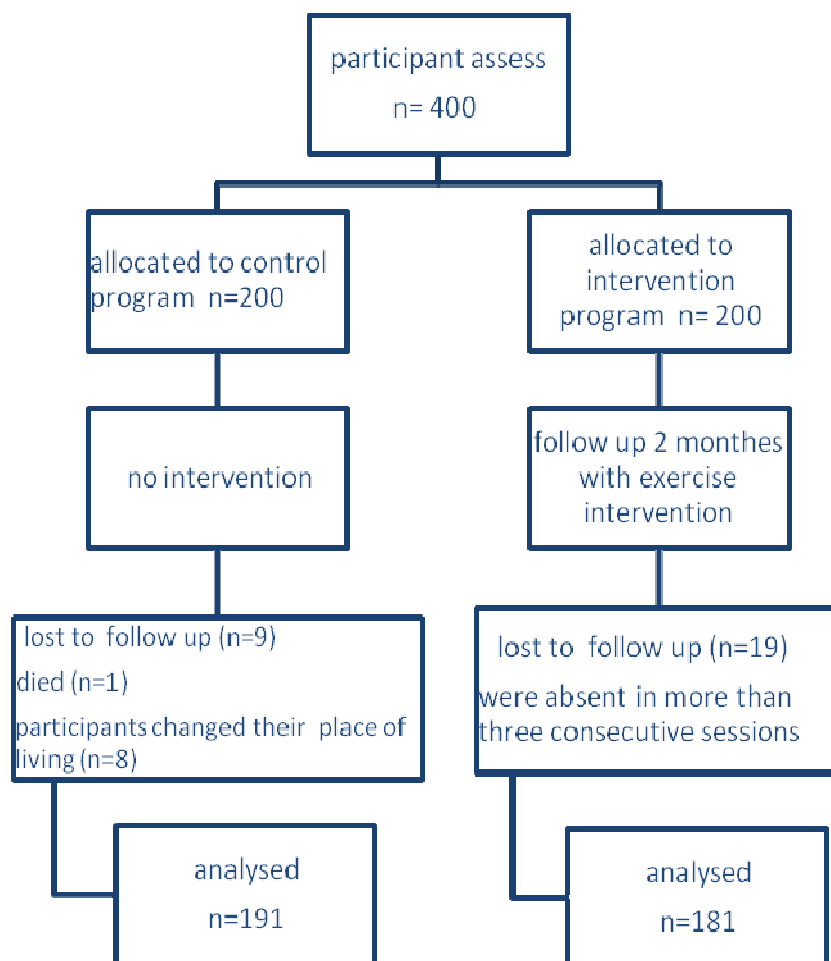 participant assess
n= 400
allocated to control
program n=200
allocated to
intervention
program n= 200
no intervention
follow up 2 monthes
with exercise
intervention
lost to follow up (n=9)
died (n=1)
participants changed their place of
living (n=8)
lost to follow up (n=19)
were absent in more than
three consecutive sessions
analysed
n=191
analysed
n=181